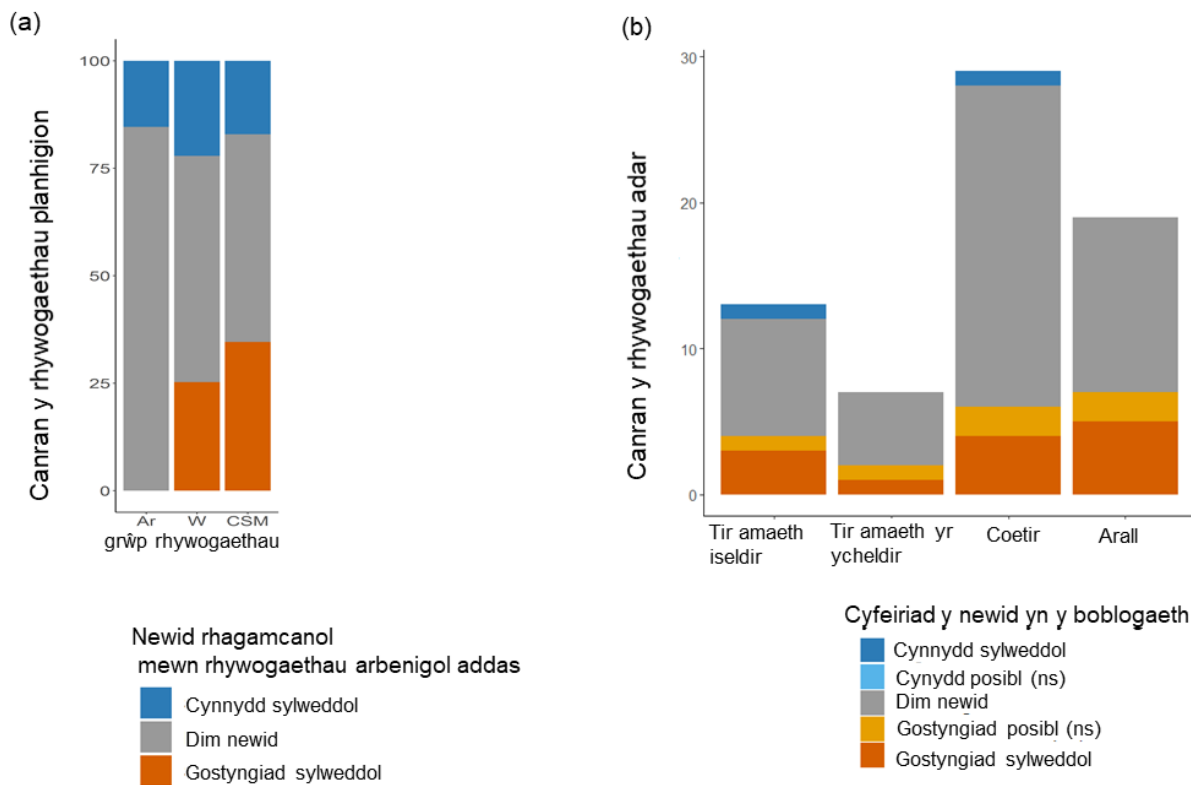 (a)
Canran y rhywogaethau planhigion
100
75
50
25
0
Ar W CSM
grŵp rhywogaethau
Newid rhagamcanol
mewn rhywogaethau arbenigol addas
Cynnydd sylweddol
Dim newid
Gostyngiad sylweddol
(b)
Canran y rhywogaethau adar
30
20
10
0
Tir amaeth
iseldir
Tir amaeth yr
ycheldir
Coetir
Arall
Cyfeiriad y newid yn y boblogaeth
Cynnydd sylweddol
Cynydd posibl (ns)
Dim newid
Gostyngiad posibl (ns)
Gostyngiad sylweddol